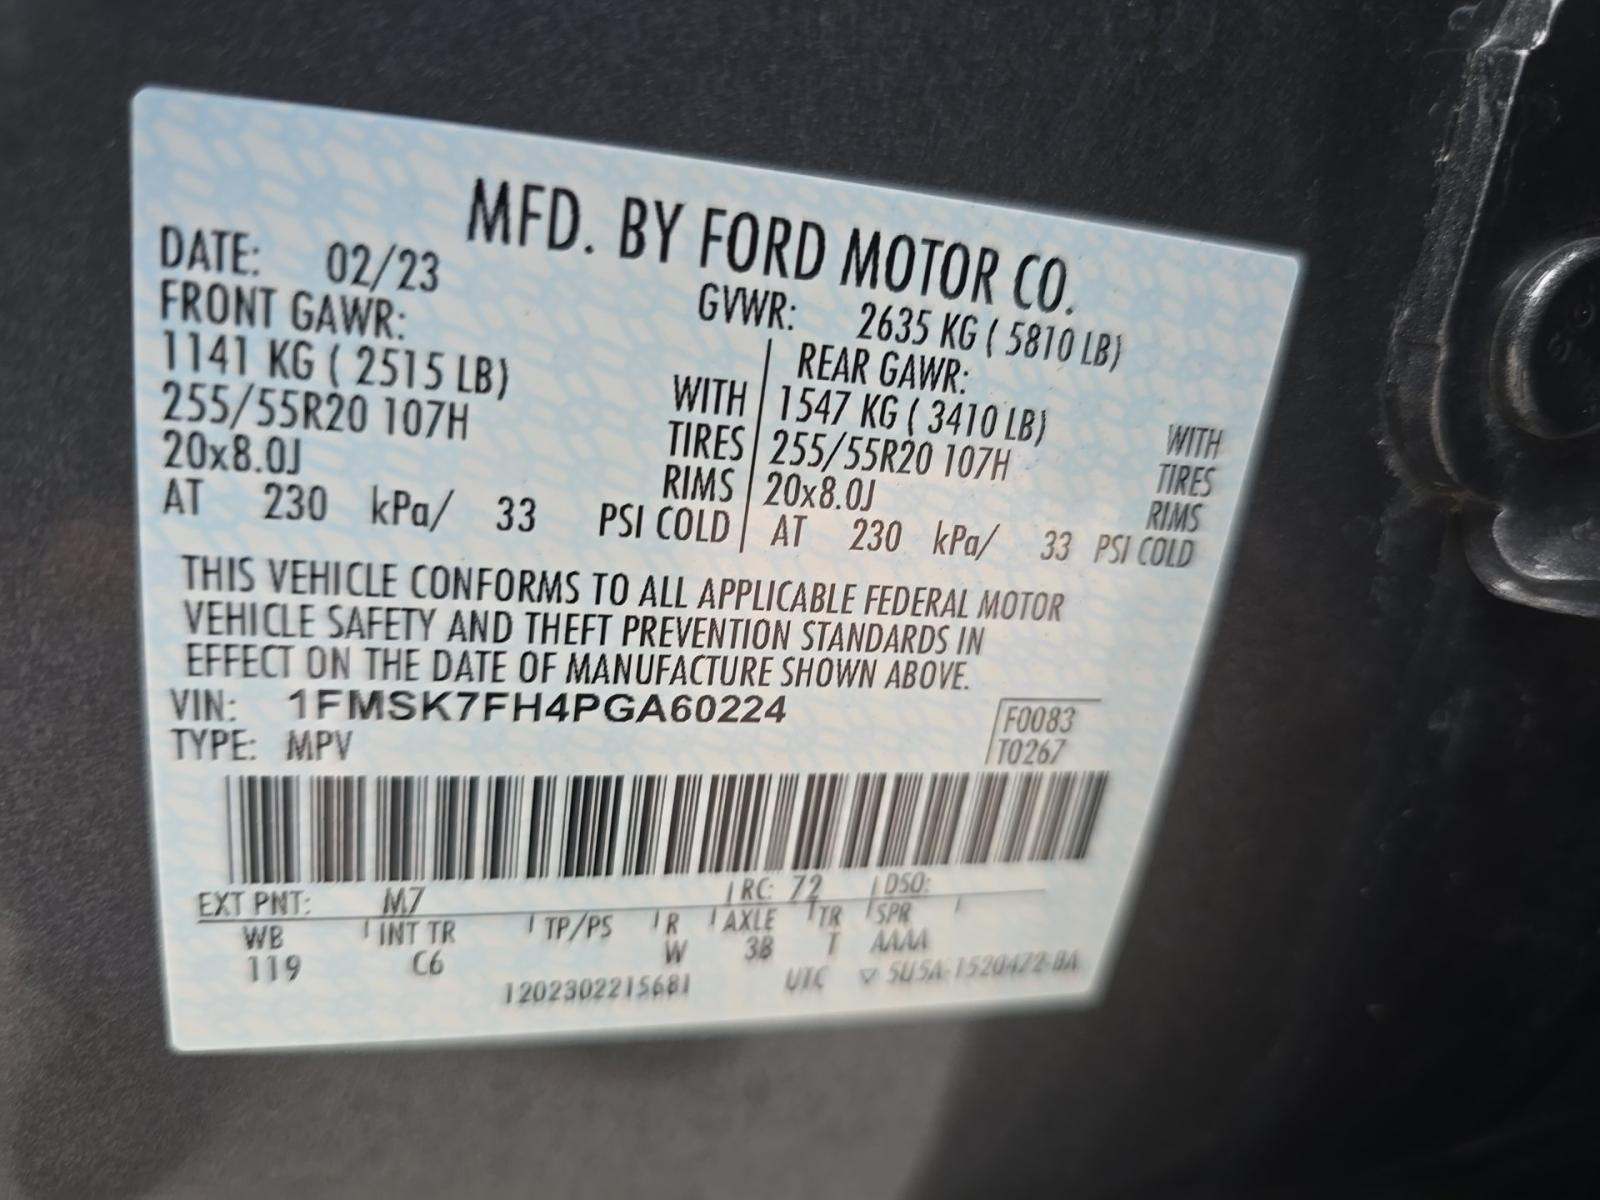 MFD. BY FORD MOTOR CO.
DATE: 02/23 GVWR: 2635 KG ( 5810 LB)
FRONT GAWR: REAR GAWR:
1141 KG ( 2515 LB) WITH 1547 KG ( 3410 LB) WITH
255/55R20 107H TIRES 255/55R20 107H TIRES
20x8.0J RIMS 20x8.0J RIMS
AT 230 kPa/ 33 PSI COLD AT 230 kPa/ 33 PSI COLD
THIS VEHICLE CONFORMS TO ALL APPLICABLE FEDERAL MOTOR
VEHICLE SAFETY AND THEFT PREVENTION STANDARDS IN
EFFECT ON THE DATE OF MANUFACTURE SHOWN ABOVE.
VIN: 1FMSK7FH4PGA60224 F0083
TYPE: MPV T0267
EXT PNT: M7 RC: 72 DSO:
WB INT TR TP/PS R AXLE TR SPR
119 C6 W 3B T AAAA
1202302215681 UTC ▽ 5U5A-1520472-BA